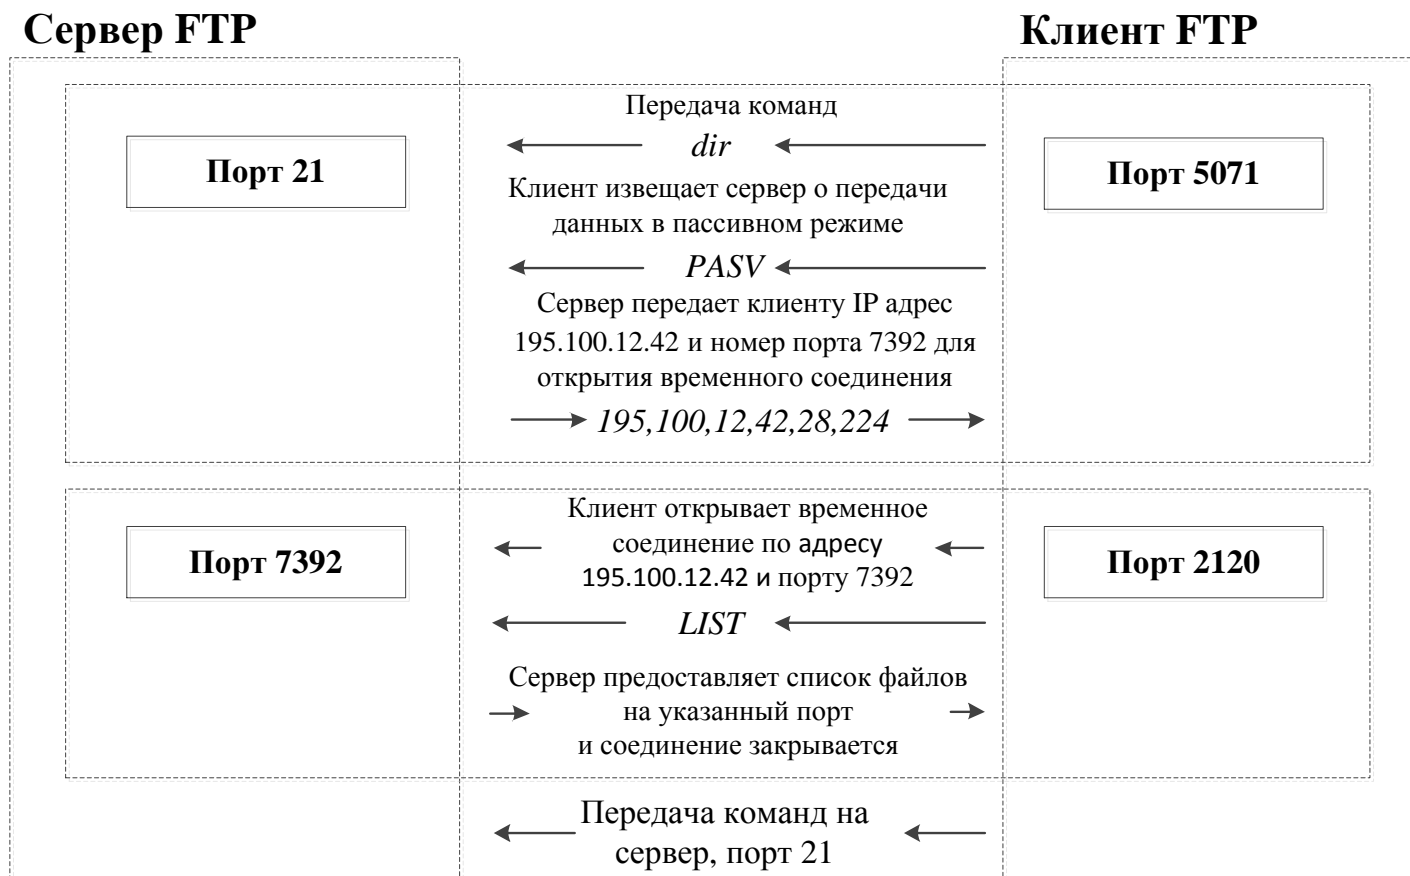 Сервер FTP
Клиент FTP
Передача команд
dir
Порт 21
Порт 5071
Клиент извещает сервер о передачи
данных в пассивном режиме
PASV
Сервер передает клиенту IP адрес
195.100.12.42 и номер порта 7392 для
открытия временного соединения
195,100,12,42,28,224
Клиент открывает временное
соединение по адресу
195.100.12.42 и порту 7392
Порт 7392
Порт 2120
LIST
Сервер предоставляет список файлов
на указанный порт
и соединение закрывается
Передача команд на
сервер, порт 21